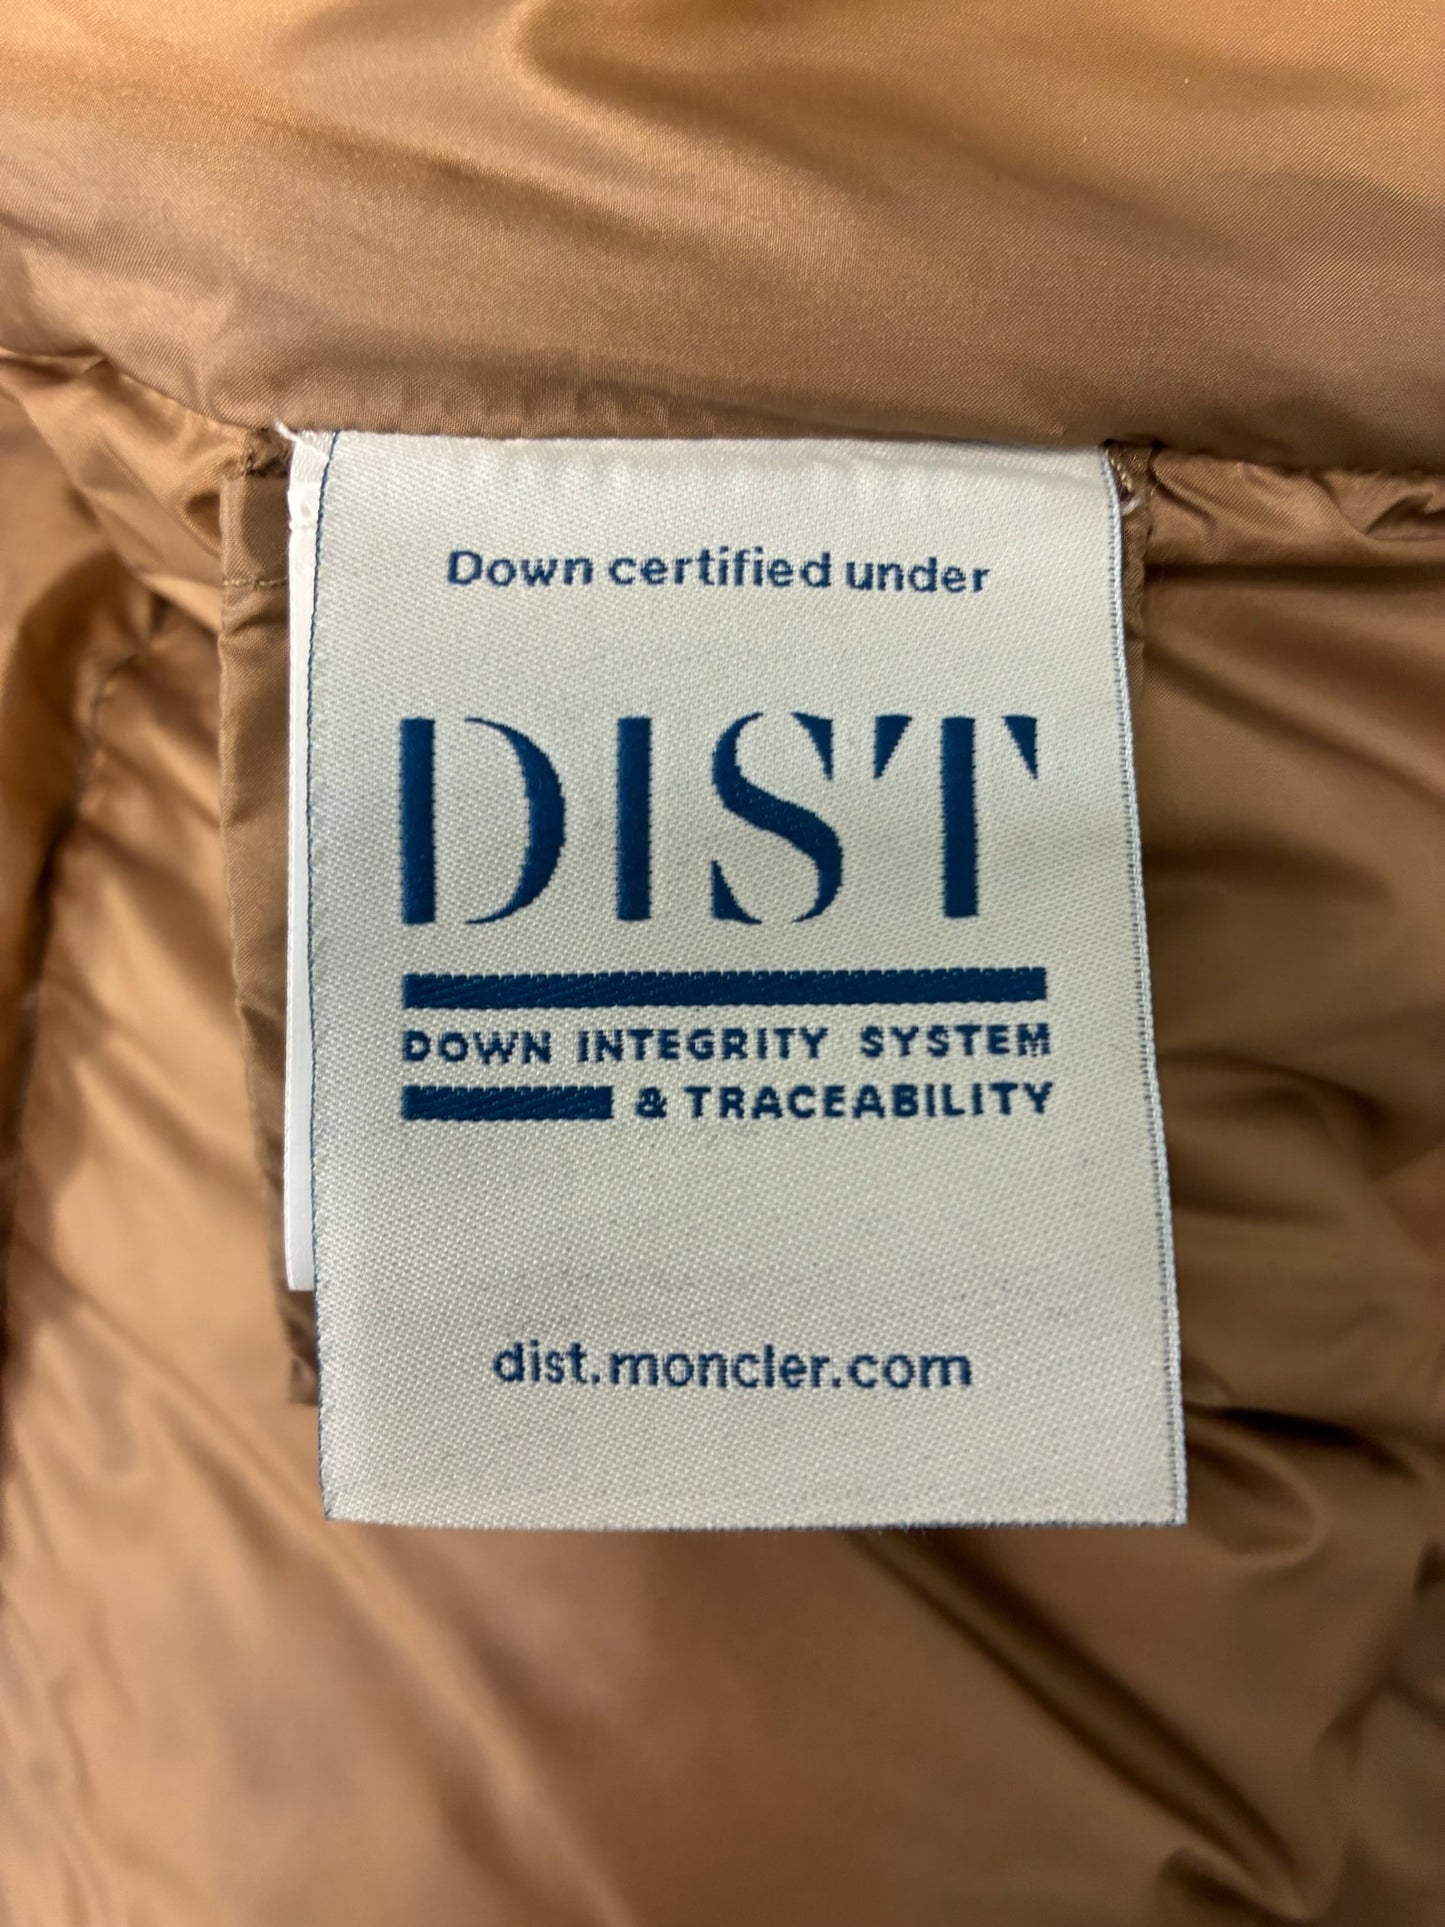 Down certified under
DIST
DOWN INTEGRITY SYSTEM
& TRACEABILITY
dist.moncler.com